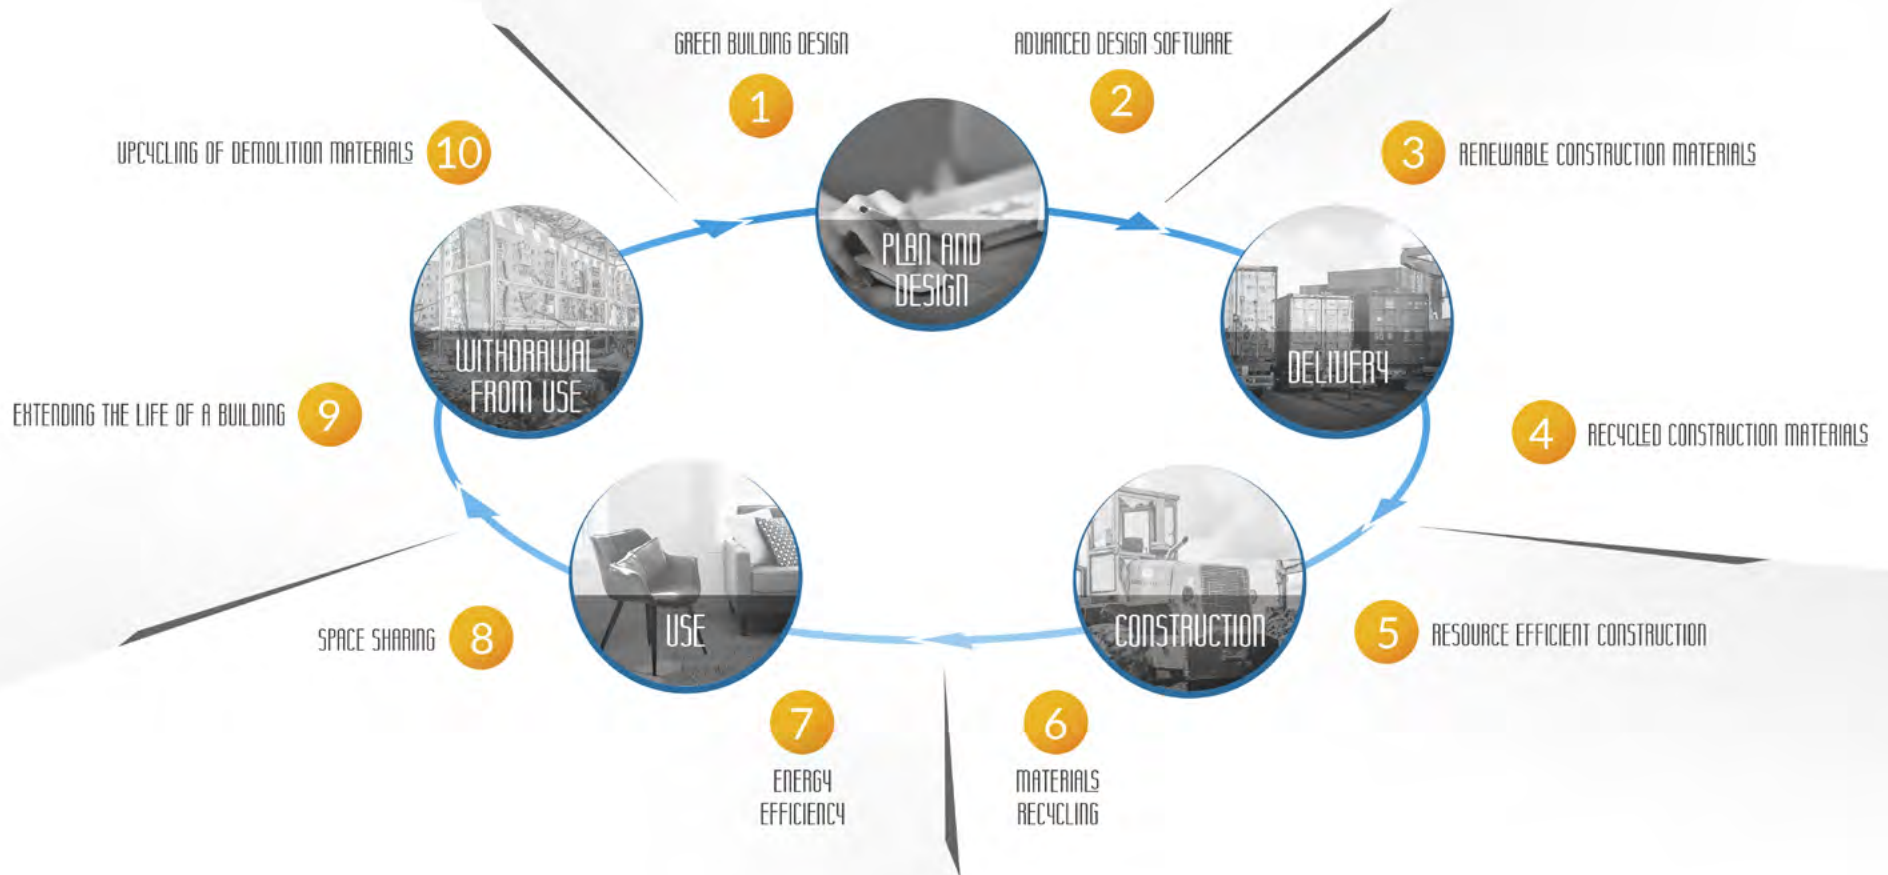 GREEN BUILDING DESIGN
1
ADVANCED DESIGN SOFTWARE
2
PLAN AND
DESIGN
3
RENEWABLE CONSTRUCTION MATERIALS
DELIVERY
4
RECYCLED CONSTRUCTION MATERIALS
5
RESOURCE EFFICIENT CONSTRUCTION
CONSTRUCTION
6
MATERIALS
RECYCLING
7
ENERGY
EFFICIENCY
USE
SPACE SHARING
8
EXTENDING THE LIFE OF A BUILDING
9
WITHDRAWAL
FROM USE
UPCYCLING OF DEMOLITION MATERIALS
10